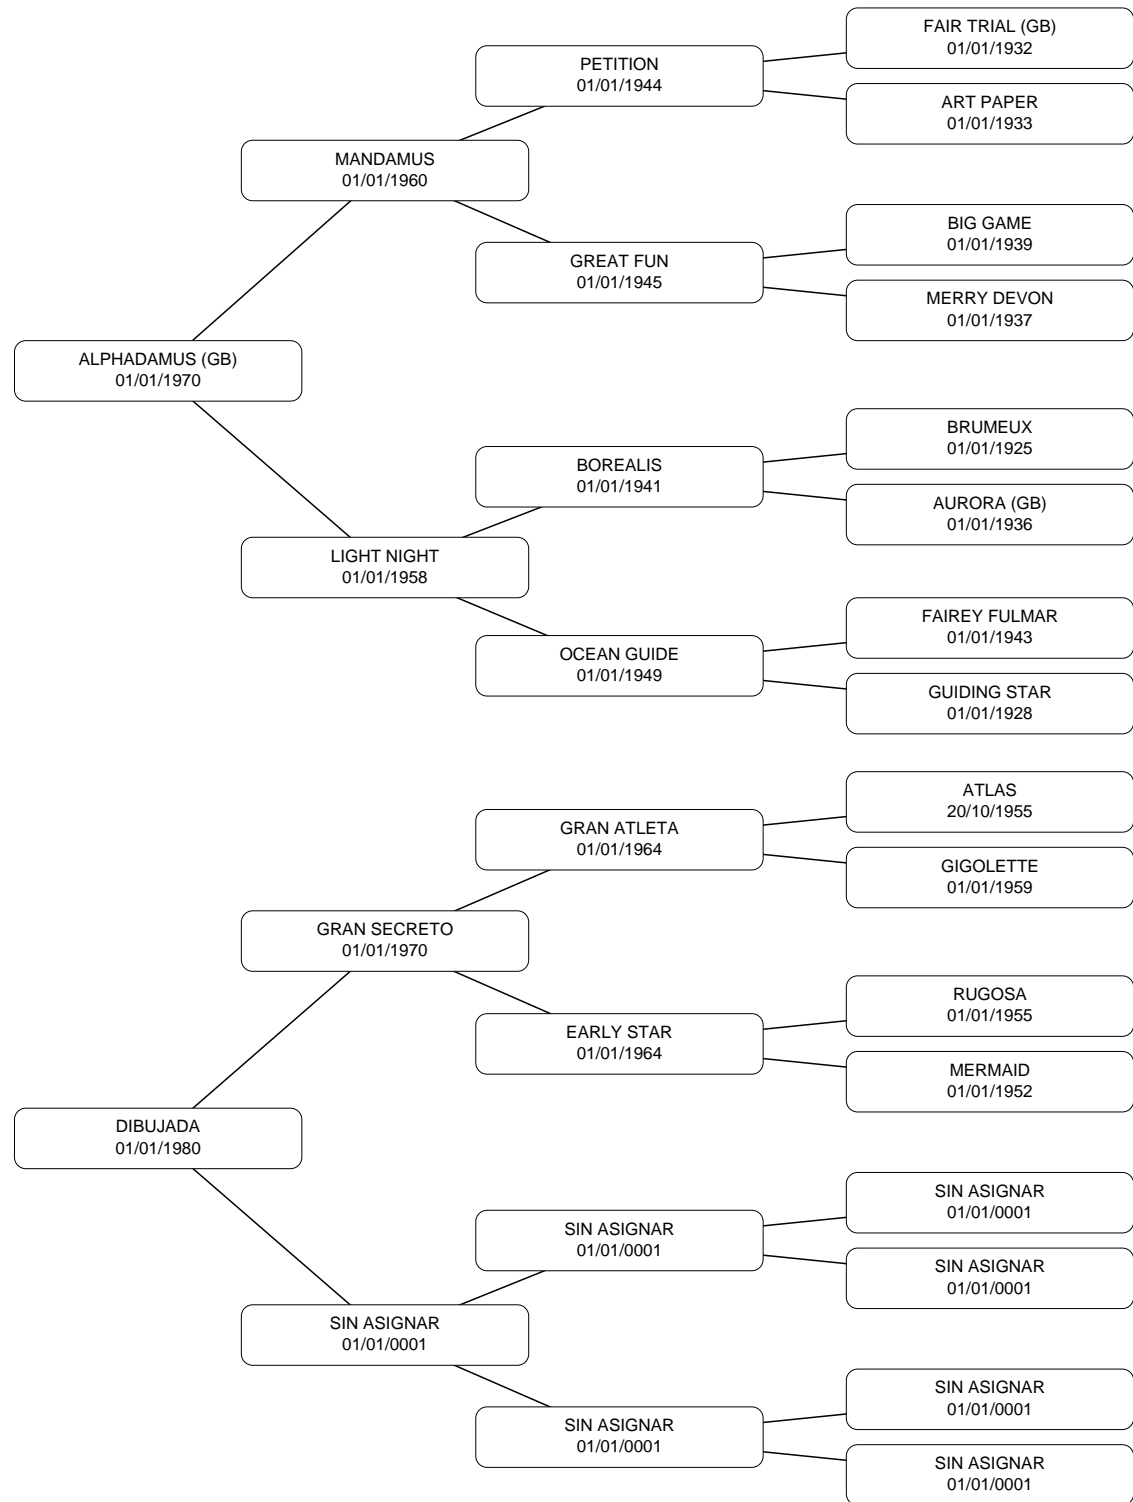 FAIR TRIAL (GB)
01/01/1932
PETITION
01/01/1944
ART PAPER
01/01/1933
MANDAMUS
01/01/1960
BIG GAME
01/01/1939
GREAT FUN
01/01/1945
MERRY DEVON
01/01/1937
ALPHADAMUS (GB)
01/01/1970
BRUMEUX
01/01/1925
BOREALIS
01/01/1941
AURORA (GB)
01/01/1936
LIGHT NIGHT
01/01/1958
FAIREY FULMAR
01/01/1943
OCEAN GUIDE
01/01/1949
GUIDING STAR
01/01/1928
ATLAS
20/10/1955
GRAN ATLETA
01/01/1964
GIGOLETTE
01/01/1959
GRAN SECRETO
01/01/1970
RUGOSA
01/01/1955
EARLY STAR
01/01/1964
MERMAID
01/01/1952
DIBUJADA
01/01/1980
SIN ASIGNAR
01/01/0001
SIN ASIGNAR
01/01/0001
SIN ASIGNAR
01/01/0001
SIN ASIGNAR
01/01/0001
SIN ASIGNAR
01/01/0001
SIN ASIGNAR
01/01/0001
SIN ASIGNAR
01/01/0001